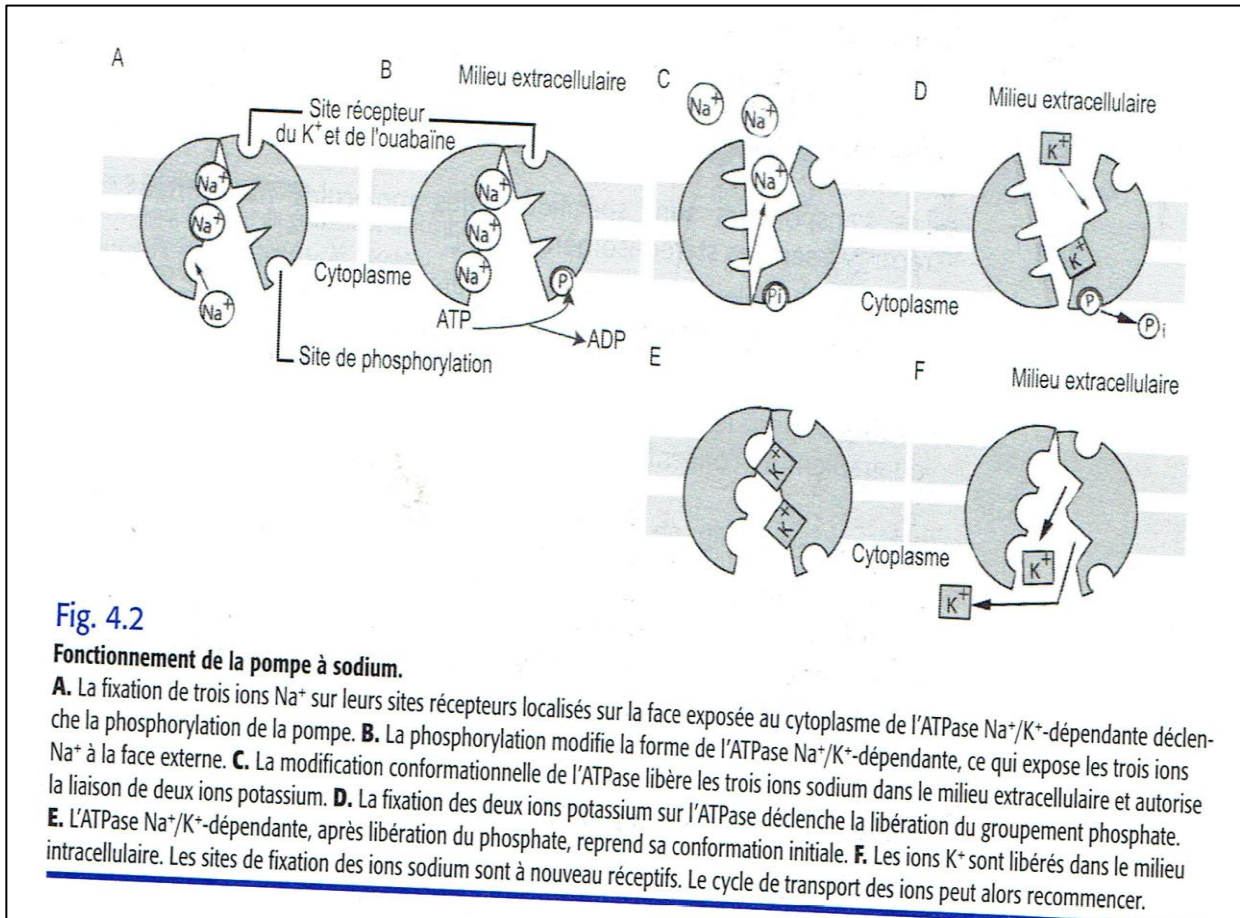 A
B
Milieu extracellulaire
C
D
Milieu extracellulaire
Site récepteur
du K+ et de l'ouabaïne
Na+
Na+
Na+
Na+
Na+
Na+
Na+
Na+
Na+
K+
K+
Cytoplasme
P
Pi
Cytoplasme
P
Pi
ATP
ADP
Site de phosphorylation
E
F
Milieu extracellulaire
K+
K+
Cytoplasme
K+
K+
Fig. 4.2
Fonctionnement de la pompe à sodium.
A. La fixation de trois ions Na+ sur leurs sites récepteurs localisés sur la face exposée au cytoplasme de l'ATPase Na+/K+-dépendante déclen-
che la phosphorylation de la pompe. B. La phosphorylation modifie la forme de l'ATPase Na+/K+-dépendante, ce qui expose les trois ions
Na+ à la face externe. C. La modification conformationnelle de l'ATPase libère les trois ions sodium dans le milieu extracellulaire et autorise
la liaison de deux ions potassium. D. La fixation des deux ions potassium sur l'ATPase déclenche la libération du groupement phosphate.
E. L'ATPase Na+/K+-dépendante, après libération du phosphate, reprend sa conformation initiale. F. Les ions K+ sont libérés dans le milieu
intracellulaire. Les sites de fixation des ions sodium sont à nouveau réceptifs. Le cycle de transport des ions peut alors recommencer.